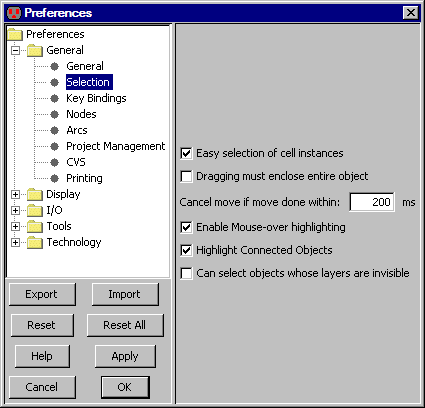 Preferences
Preferences
General
General
Selection
Key Bindings
Nodes
Arcs
Project Management
CVS
Printing
Display
I/O
Tools
Technology
Export Import
Reset Reset All
Help Apply
Cancel OK
Easy selection of cell instances
Dragging must enclose entire object
Cancel move if move done within: 200 ms
Enable Mouse-over highlighting
Highlight Connected Objects
Can select objects whose layers are invisible